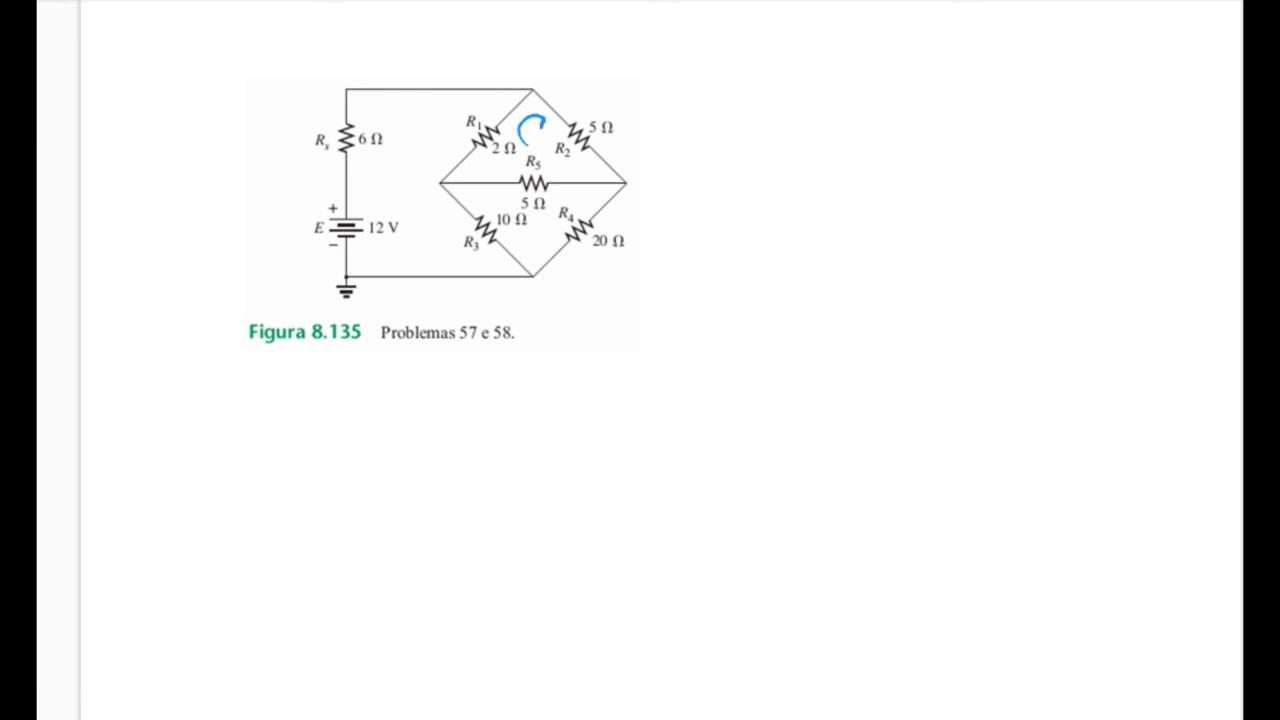 R1
5 Ω
Rs
6 Ω
2 Ω
R2
R5
+
5 Ω
R4
E
12 V
10 Ω
−
R3
20 Ω
Figura 8.135 Problemas 57 e 58.